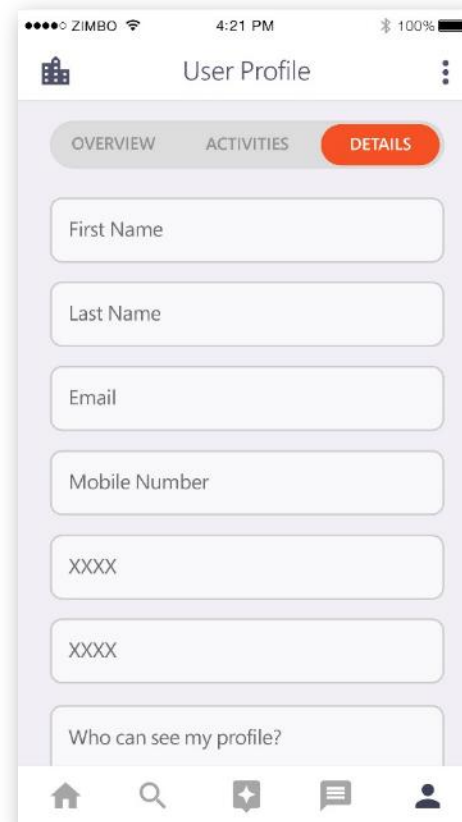 ZIMBO 4:21 PM 100%
User Profile
OVERVIEW ACTIVITIES DETAILS
First Name
Last Name
Email
Mobile Number
XXXX
XXXX
Who can see my profile?